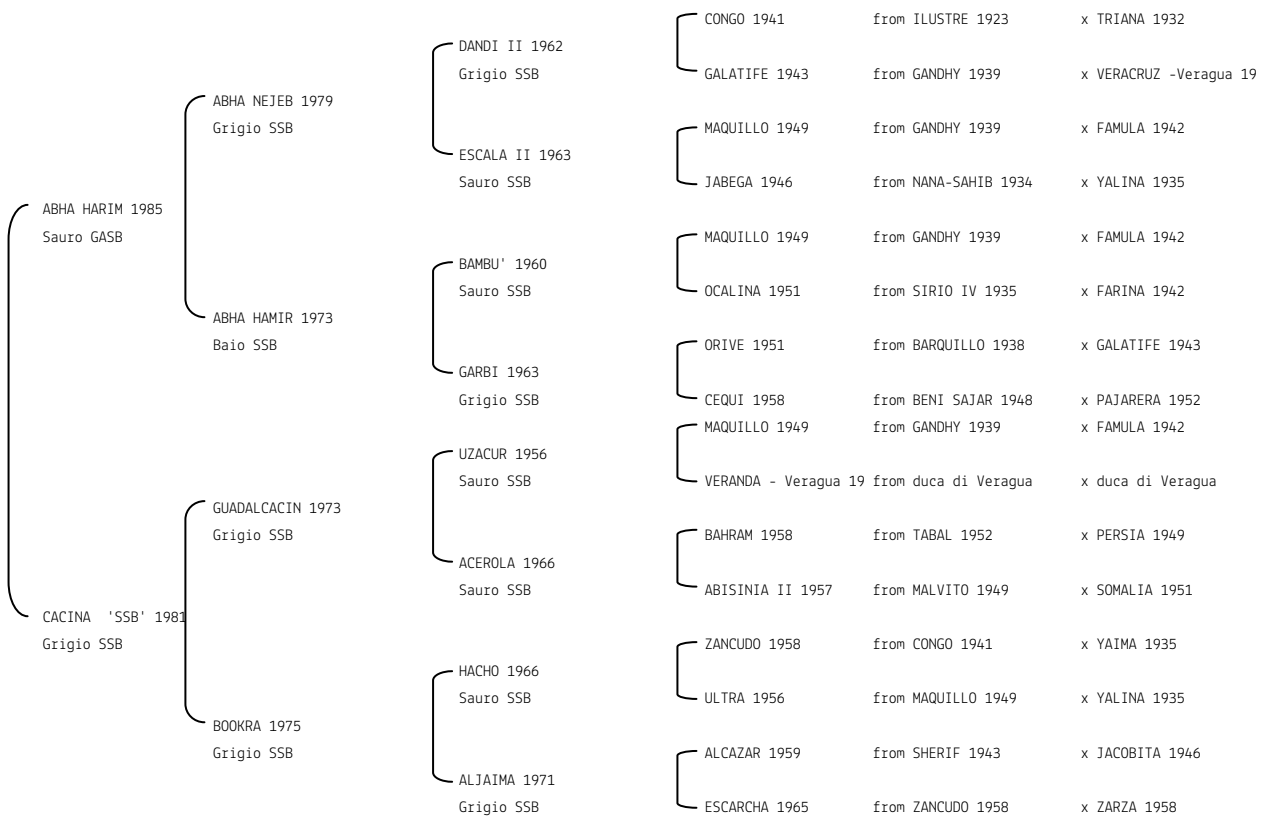 CONGO 1941 from ILUSTRE 1923 x TRIANA 1932
DANDI II 1962
Grigio SSB
GALATIFE 1943 from GANDHY 1939 x VERACRUZ -Veragua 19
ABHA NEJEB 1979
Grigio SSB
MAQUILLO 1949 from GANDHY 1939 x FAMULA 1942
ESCALA II 1963
Sauro SSB
JABEGA 1946 from NANA-SAHIB 1934 x YALINA 1935
ABHA HARIM 1985
Sauro GASB
MAQUILLO 1949 from GANDHY 1939 x FAMULA 1942
BAMBU' 1960
Sauro SSB
OCALINA 1951 from SIRIO IV 1935 x FARINA 1942
ABHA HAMIR 1973
Baio SSB
ORIVE 1951 from BARQUILLO 1938 x GALATIFE 1943
GARBI 1963
Grigio SSB
CEQUI 1958 from BENI SAJAR 1948 x PAJARERA 1952
MAQUILLO 1949 from GANDHY 1939 x FAMULA 1942
UZACUR 1956
Sauro SSB
VERANDA - Veragua 19 from duca di Veragua x duca di Veragua
GUADALCACIN 1973
Grigio SSB
BAHRAM 1958 from TABAL 1952 x PERSIA 1949
ACEROLA 1966
Sauro SSB
ABISINIA II 1957 from MALVITO 1949 x SOMALIA 1951
CACINA 'SSB' 1981
Grigio SSB
ZANCUDO 1958 from CONGO 1941 x YAIMA 1935
HACHO 1966
Sauro SSB
ULTRA 1956 from MAQUILLO 1949 x YALINA 1935
BOOKRA 1975
Grigio SSB
ALCAZAR 1959 from SHERIF 1943 x JACOBITA 1946
ALJAIMA 1971
Grigio SSB
ESCARCHA 1965 from ZANCUDO 1958 x ZARZA 1958